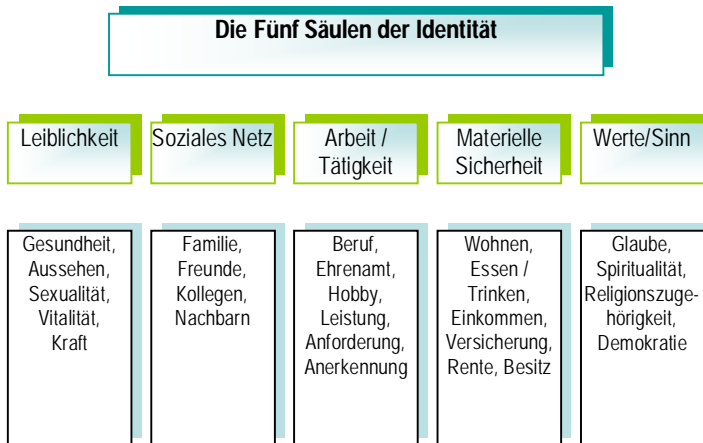 Die Fünf Säulen der Identität
Leiblichkeit
Soziales Netz
Arbeit /
Tätigkeit
Materielle
Sicherheit
Werte/Sinn
Gesundheit,
Aussehen,
Sexualität,
Vitalität,
Kraft
Familie,
Freunde,
Kollegen,
Nachbarn
Beruf,
Ehrenamt,
Hobby,
Leistung,
Anforderung,
Anerkennung
Wohnen,
Essen /
Trinken,
Einkommen,
Versicherung,
Rente, Besitz
Glaube,
Spiritualität,
Religionszuge-
hörigkeit,
Demokratie